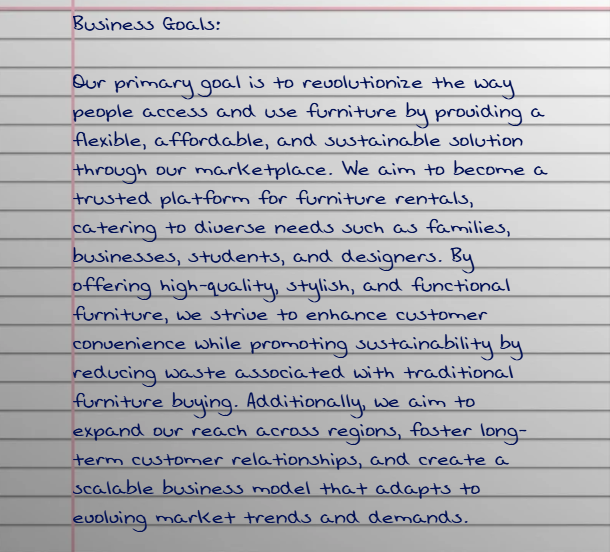 Business Goals:
Our primary goal is to revolutionize the way
people access and use furniture by providing a
flexible, affordable, and sustainable solution
through our marketplace. We aim to become a
trusted platform for furniture rentals,
catering to diverse needs such as families,
businesses, students, and designers. By
offering high-quality, stylish, and functional
furniture, we strive to enhance customer
convenience while promoting sustainability by
reducing waste associated with traditional
furniture buying. Additionally, we aim to
expand our reach across regions, foster long-
term customer relationships, and create a
scalable business model that adapts to
evolving market trends and demands.